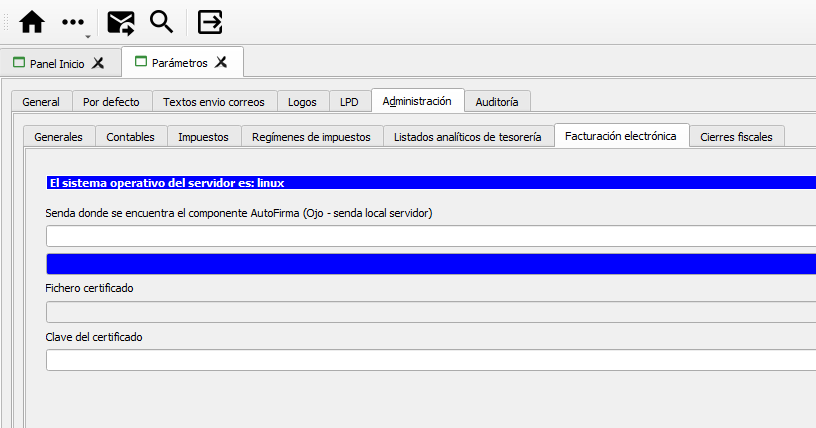 Panel Inicio
Parámetros
General Por defecto Textos envio correos Logos LPD Administración Auditoría
Generales Contables Impuestos Regímenes de impuestos Listados analíticos de tesorería Facturación electrónica Cierres fiscales
El sistema operativo del servidor es: linux
Senda donde se encuentra el componente AutoFirma (Ojo - senda local servidor)
Fichero certificado
Clave del certificado